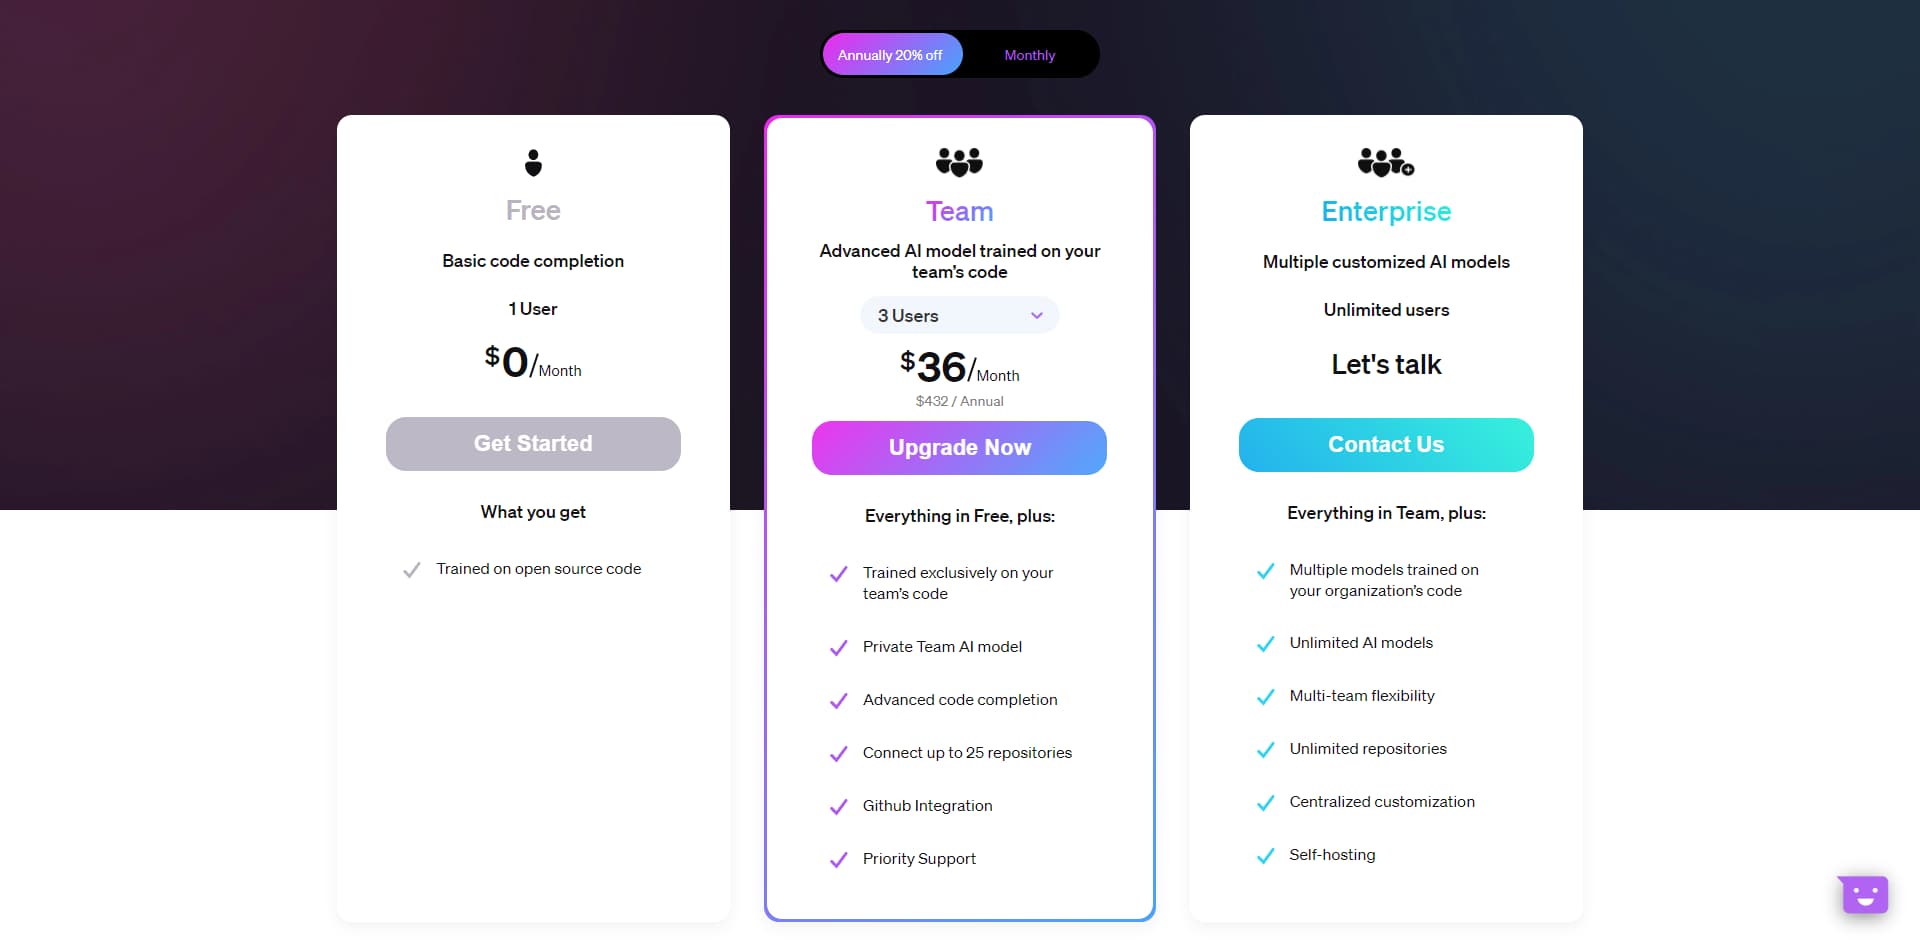 Annually 20% off
Monthly
Free
Basic code completion
1 User
$0/Month
Get Started
What you get
Trained on open source code
Team
Advanced AI model trained on your
team's code
3 Users
$36/Month
$432 / Annual
Upgrade Now
Everything in Free, plus:
Trained exclusively on your
team's code
Private Team AI model
Advanced code completion
Connect up to 25 repositories
Github Integration
Priority Support
Enterprise
Multiple customized AI models
Unlimited users
Let's talk
Contact Us
Everything in Team, plus:
Multiple models trained on
your organization's code
Unlimited AI models
Multi-team flexibility
Unlimited repositories
Centralized customization
Self-hosting